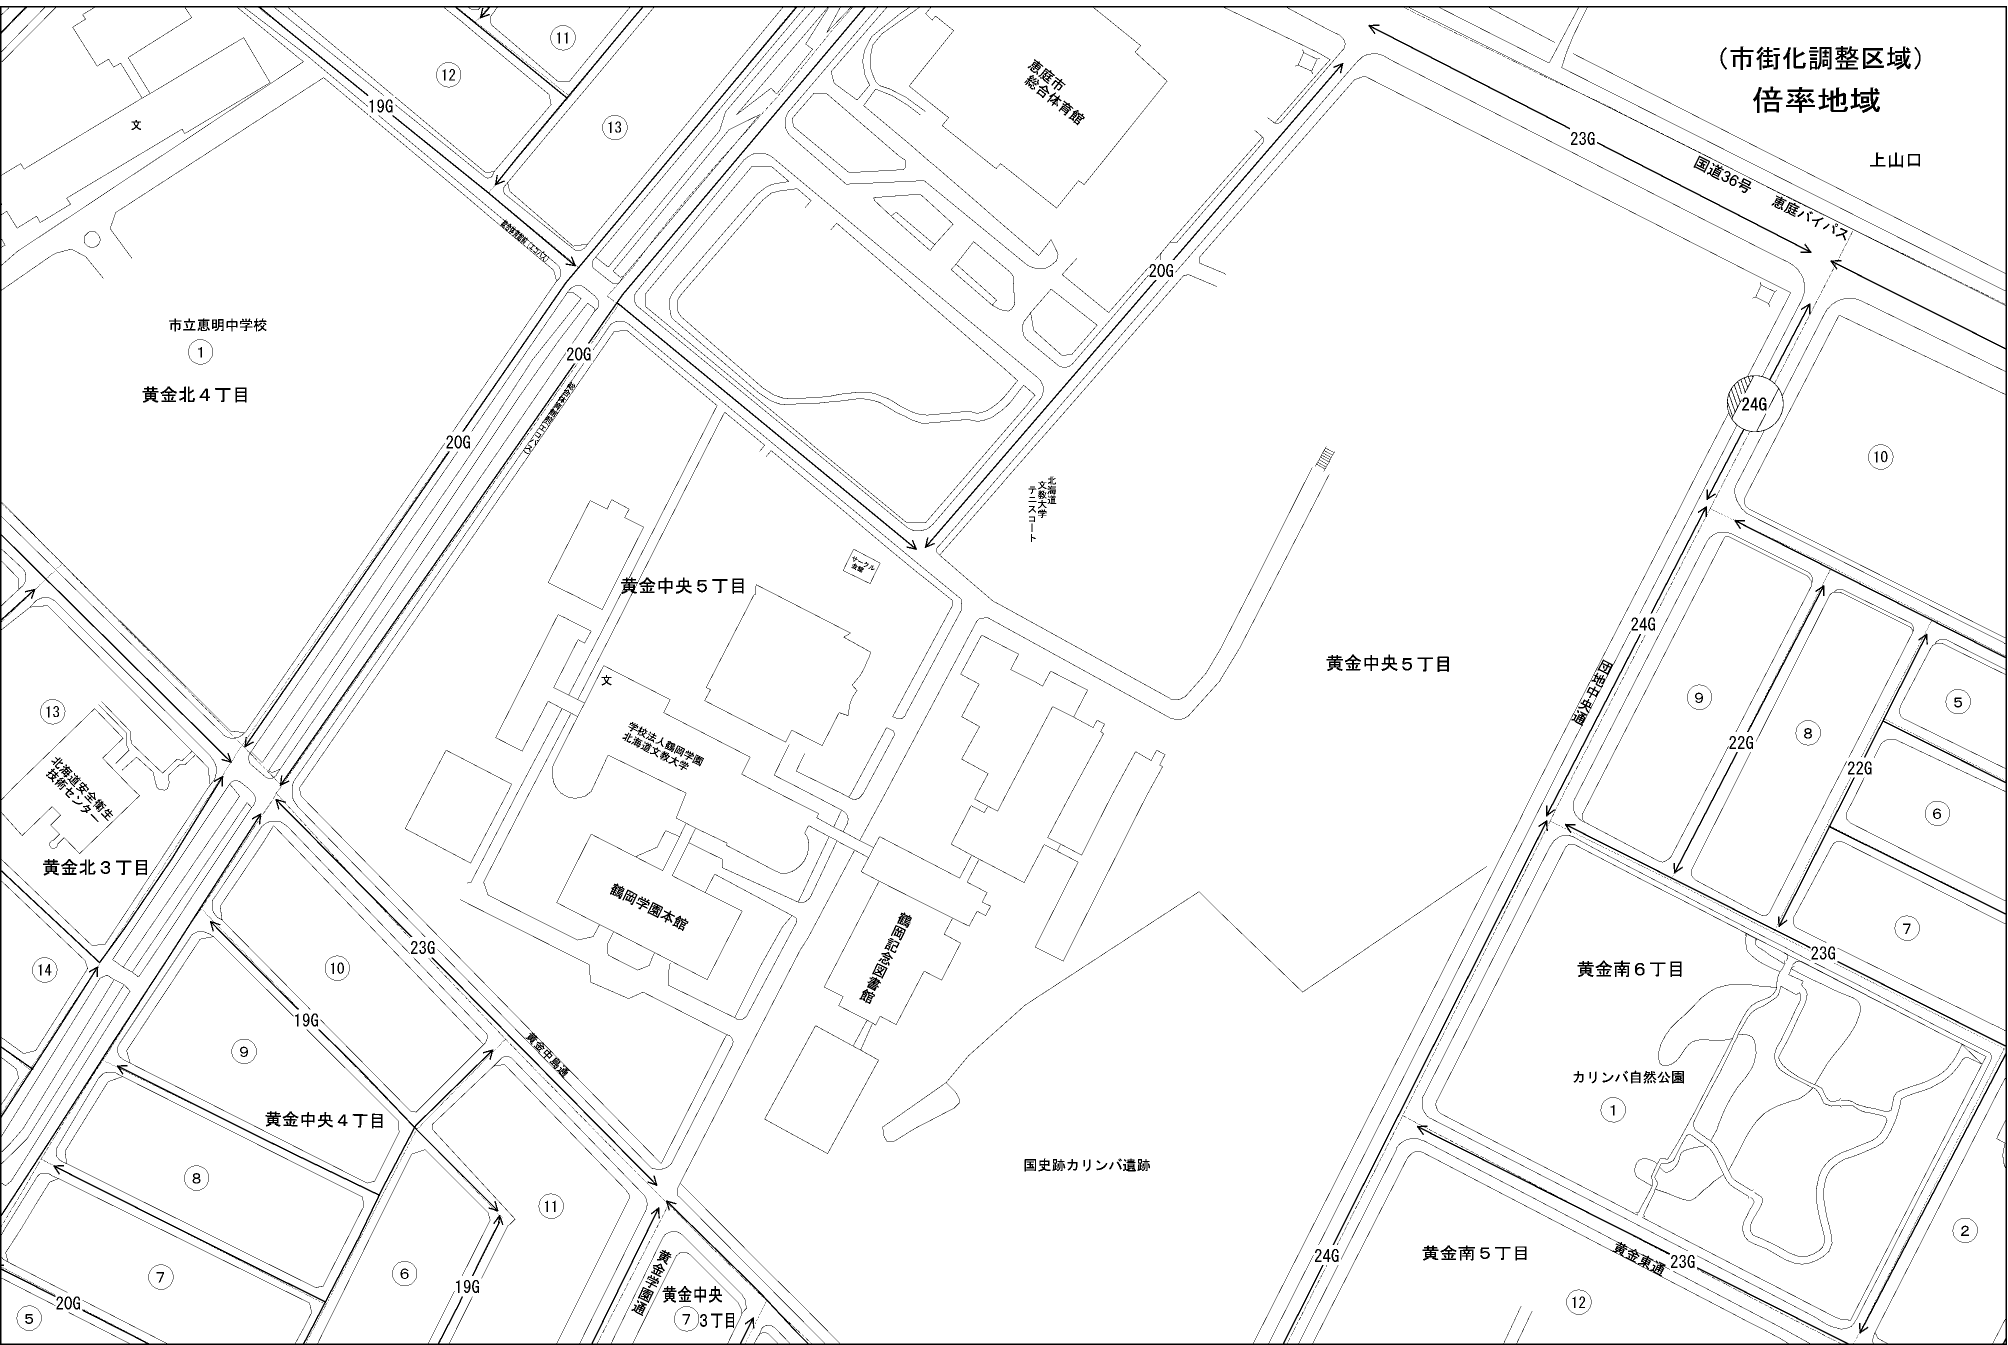 11
12
19G
13
文
恵庭市
総合体育館
23G
(市街化調整区域)
倍率地域
上山口
国道36号
恵庭バイパス
20G
市立恵明中学校
1
黄金北4丁目
20G
20G
24G
10
北海道
文教大学
テニスコート
サークル
会館
黄金中央5丁目
24G
黄金中央5丁目
団地中央通
9
22G
8
5
22G
6
7
文
学校法人鶴岡学園
北海道文教大学
13
北海道安全衛生
技術センター
黄金北3丁目
鶴岡学園本館
鶴岡記念図書館
23G
14
10
19G
9
黄金中島通
黄金中央4丁目
8
11
7
6
19G
20G
5
黄金学園通
黄金中央
7
3丁目
国史跡カリンバ遺跡
23G
黄金南6丁目
カリンバ自然公園
1
2
24G
黄金南5丁目
黄金東通
23G
12